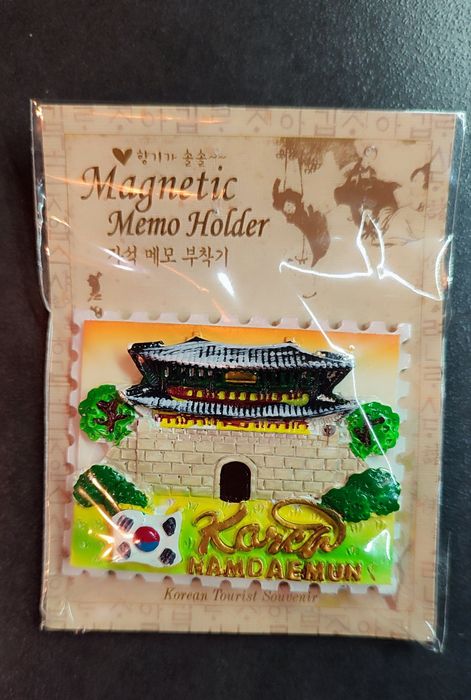 ♥ 향기가 솔솔~~
Magnetic
Memo Holder
자석 메모 부착기
Korea
NAMDAEMUN
Korean Tourist Souvenir